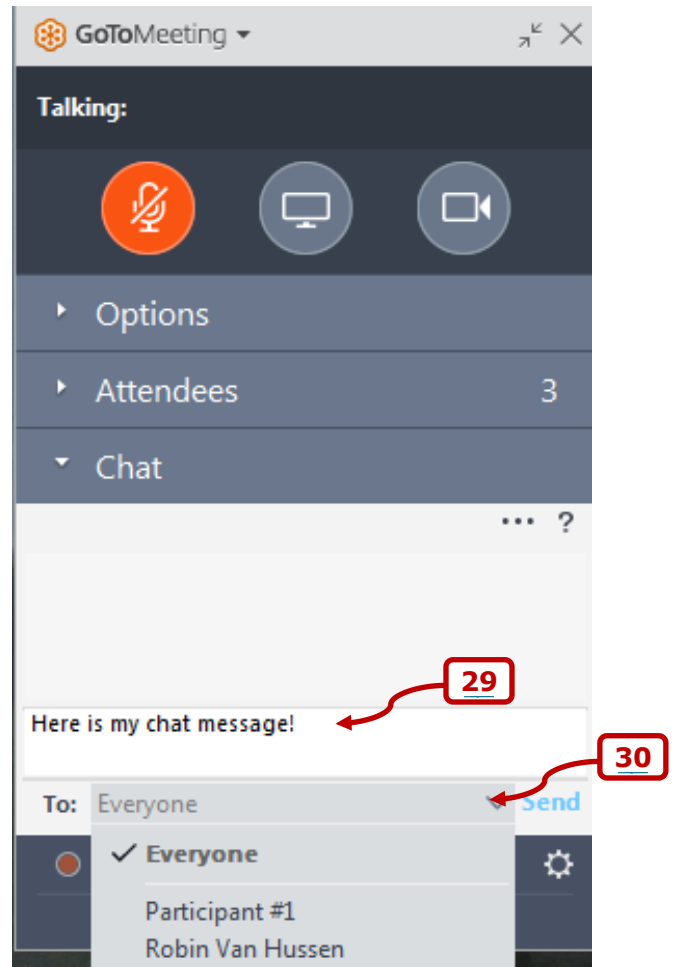 GoToMeeting
Talking:
Options
Attendees 3
Chat
... ?
29
Here is my chat message!
30
To: Everyone Send
Everyone
Participant #1
Robin Van Hussen